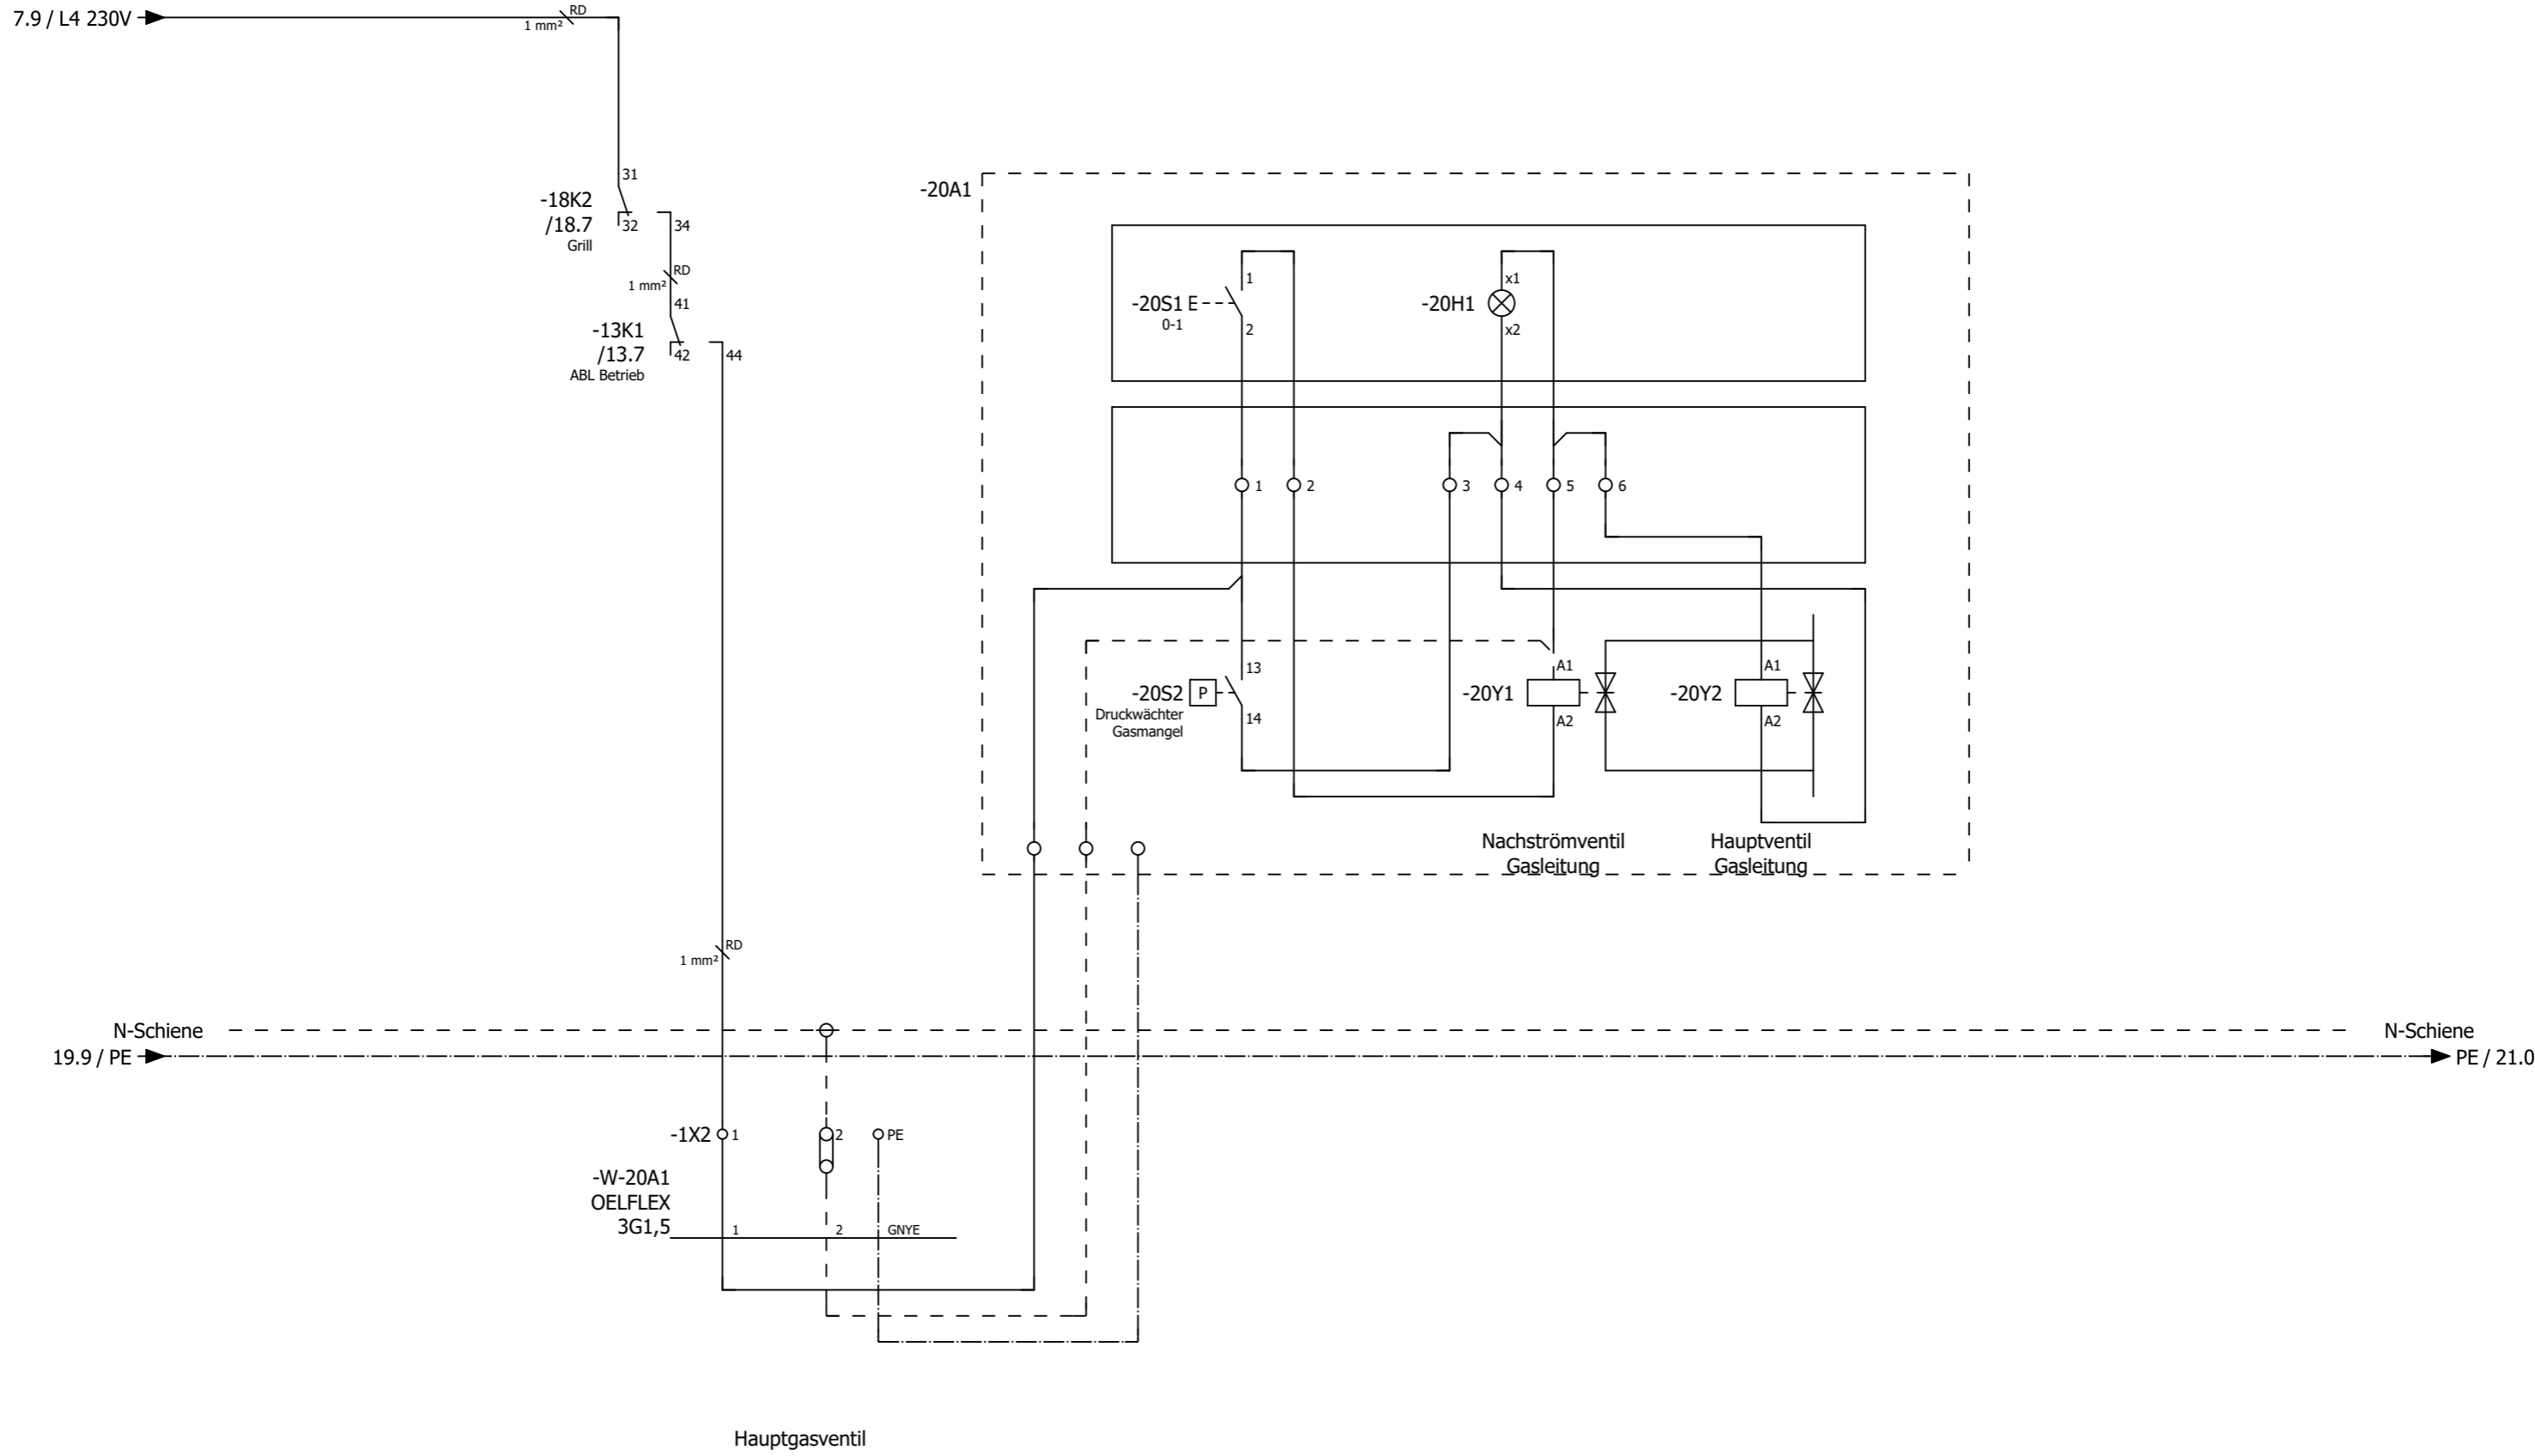 7.9 / L4 230V
RD
1 mm²
31
-18K2
/18.7
Grill
32
34
RD
1 mm²
41
-13K1
/13.7
ABL Betrieb
42
44
-20A1
1
-20S1 E
0-1
2
x1
-20H1
x2
1
2
3
4
5
6
13
-20S2
P
Druckwächter
Gasmangel
14
A1
-20Y1
A2
A1
-20Y2
A2
Nachströmventil
Gasleitung
Hauptventil
Gasleitung
RD
1 mm²
N-Schiene
N-Schiene
19.9 / PE
PE / 21.0
-1X2
1
2
PE
-W-20A1
OELFLEX
3G1,5
1
2
GNYE
Hauptgasventil